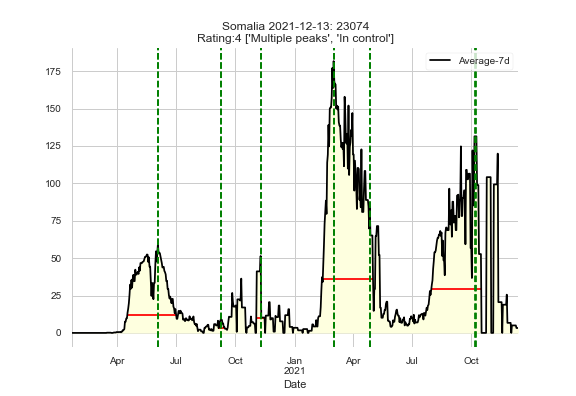 Somalia 2021-12-13: 23074
Rating:4 ['Multiple peaks', 'In control']
Average-7d
175
150
125
100
75
50
25
0
Apr
Jul
Oct
Jan
2021
Apr
Jul
Oct
Date